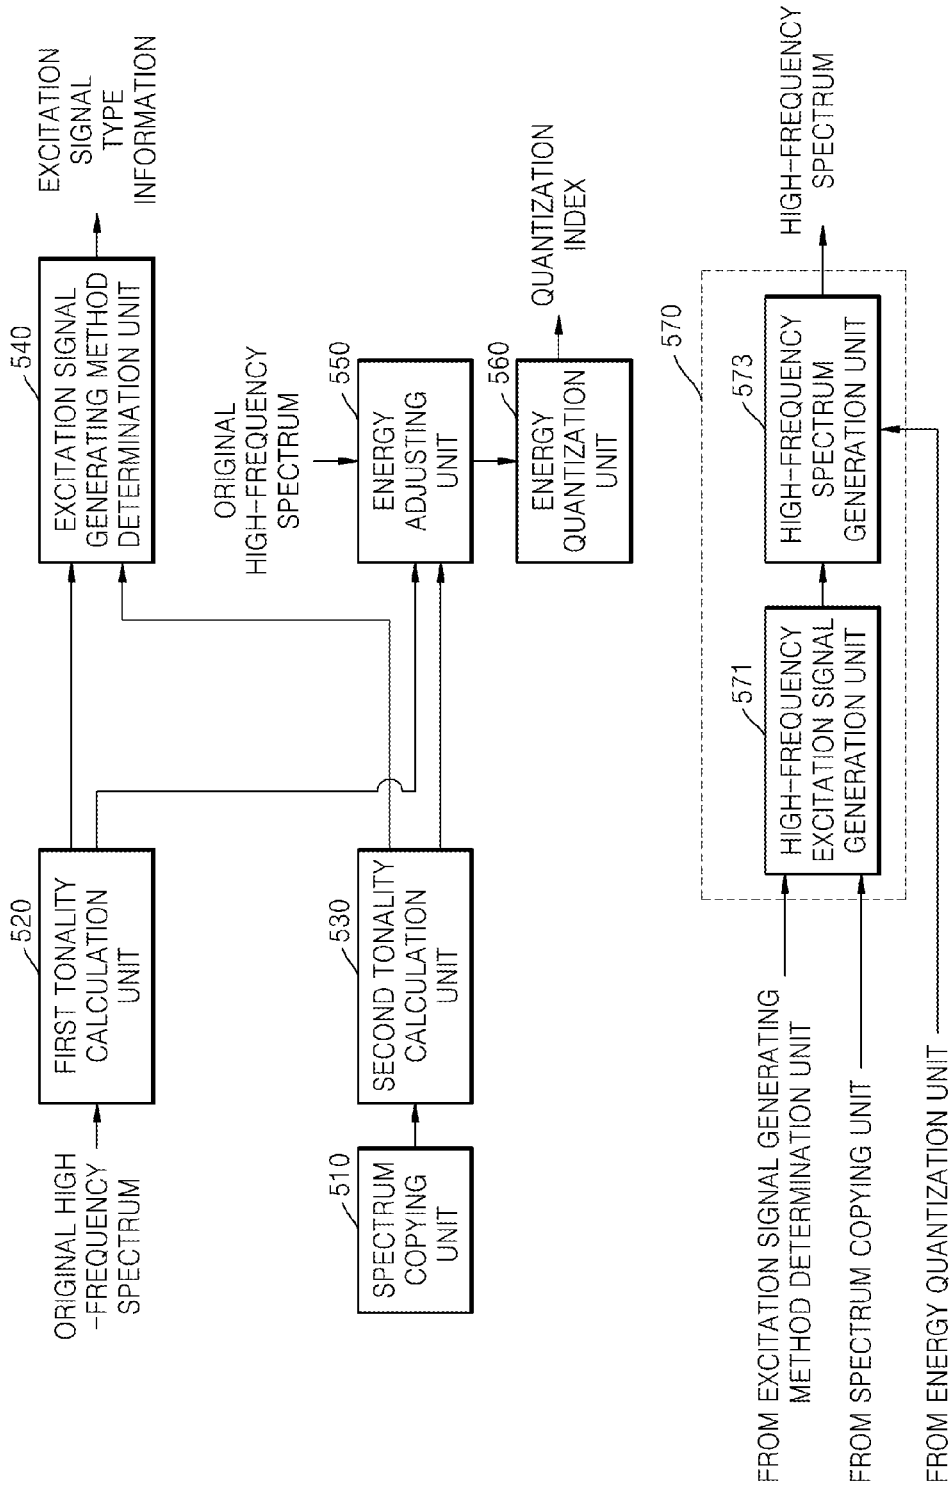 ORIGINAL HIGH
-FREQUENCY
SPECTRUM
520
FIRST TONALITY
CALCULATION
UNIT
540
EXCITATION SIGNAL
GENERATING METHOD
DETERMINATION UNIT
EXCITATION
SIGNAL
TYPE
INFORMATION
510
SPECTRUM
COPYING
UNIT
530
SECOND TONALITY
CALCULATION
UNIT
ORIGINAL
HIGH-FREQUENCY
SPECTRUM
550
ENERGY
ADJUSTING
UNIT
560
ENERGY
QUANTIZATION
UNIT
QUANTIZATION
INDEX
570
571
HIGH-FREQUENCY
EXCITATION SIGNAL
GENERATION UNIT
573
HIGH-FREQUENCY
SPECTRUM
GENERATION UNIT
HIGH-FREQUENCY
SPECTRUM
FROM EXCITATION SIGNAL GENERATING
METHOD DETERMINATION UNIT
FROM SPECTRUM COPYING UNIT
FROM ENERGY QUANTIZATION UNIT